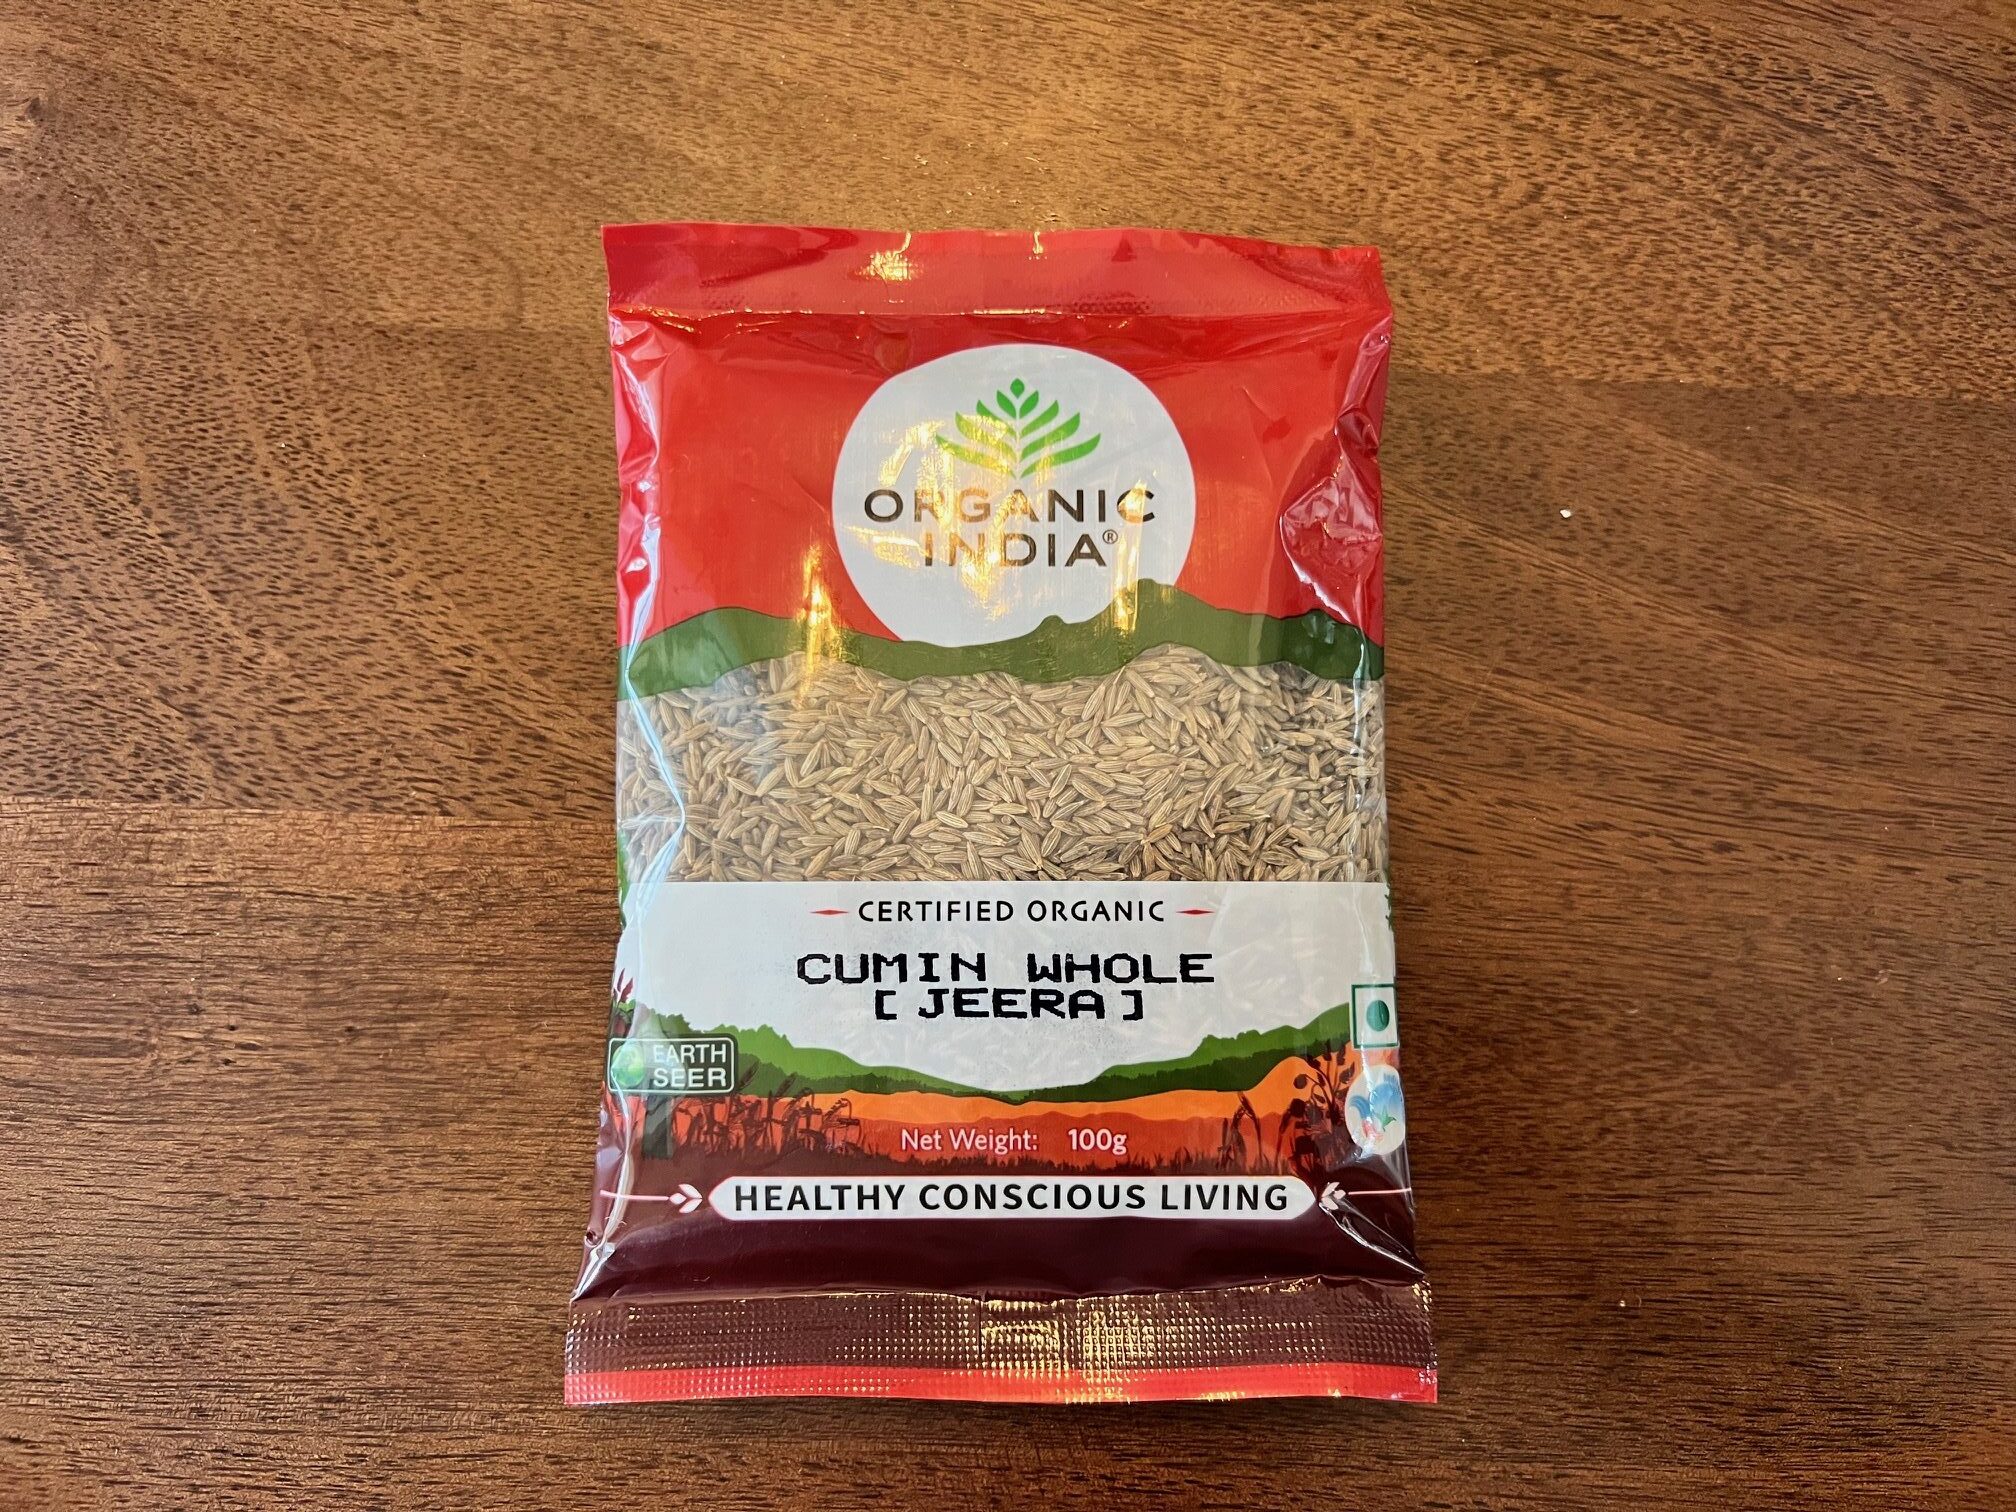 ORGANIC
INDIA®
CERTIFIED ORGANIC
CUMIN WHOLE
[JEERA]
EARTH
SEER
Net Weight: 100g
HEALTHY CONSCIOUS LIVING